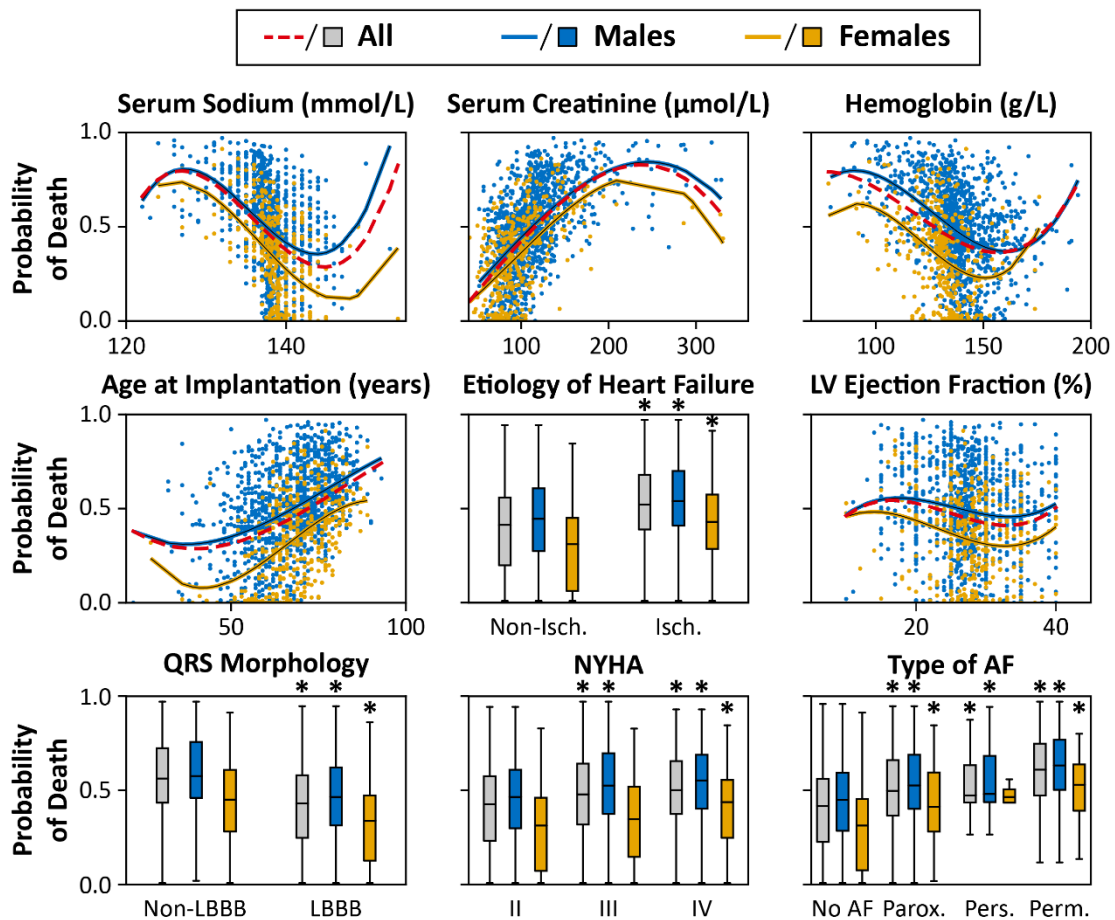 / All / Males / Females
Serum Sodium (mmol/L) Serum Creatinine (µmol/L) Hemoglobin (g/L)
Probability
of Death
1.0
0.5
0.0
120 140 100 200 300 100 150 200
Age at Implantation (years) Etiology of Heart Failure LV Ejection Fraction (%)
Probability
of Death
1.0
0.5
0.0
* * *
50 100 Non-Isch. Isch. 20 40
QRS Morphology NYHA Type of AF
Probability
of Death
1.0
0.5
0.0
* * * * * * * * * * * * * * * *
Non-LBBB LBBB II III IV No AF Parox. Pers. Perm.